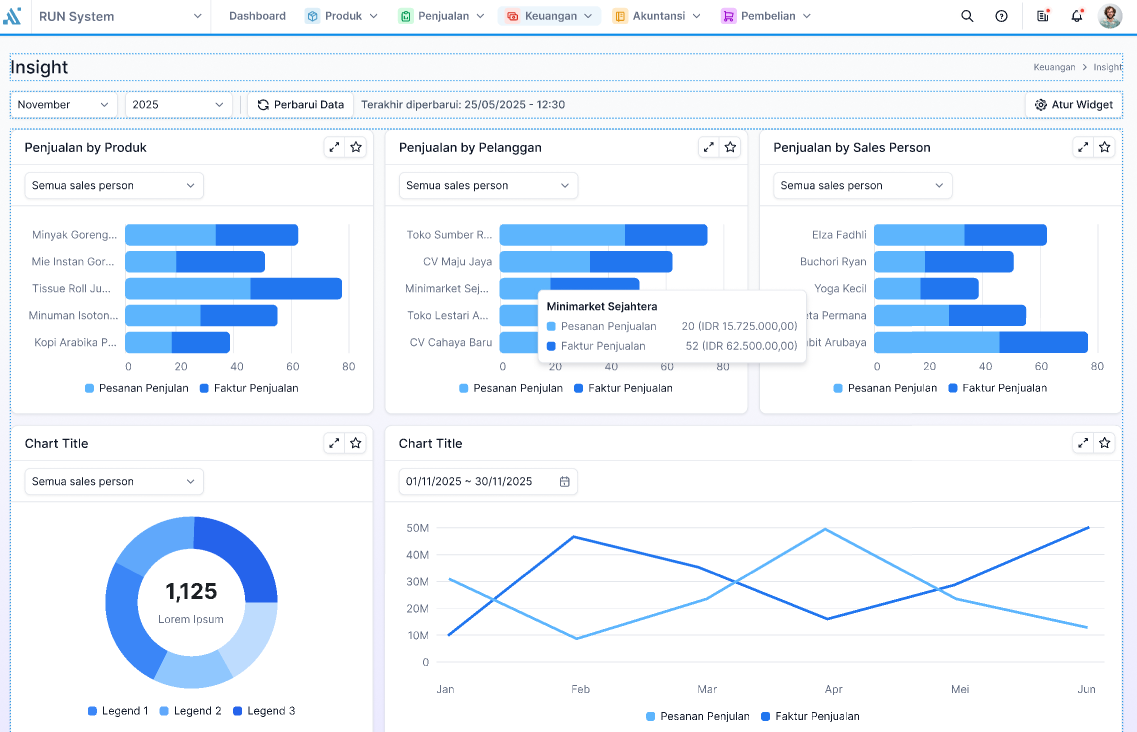 RUN System
Dashboard
Produk
Penjualan
Keuangan
Akuntansi
Pembelian
Insight
Keuangan > Insight
November
2025
Perbarui Data
Terakhir diperbarui: 25/05/2025 - 12:30
Atur Widget
Penjualan by Produk
Semua sales person
Minyak Goreng...
Mie Instan Gor...
Tissue Roll Ju...
Minuman Isoton...
Kopi Arabika P...
0 20 40 60 80
Pesanan Penjulan Faktur Penjualan
Penjualan by Pelanggan
Semua sales person
Toko Sumber R...
CV Maju Jaya
Minimarket Sej...
Toko Lestari A...
CV Cahaya Baru
0 20 40 60 80
Pesanan Penjulan Faktur Penjualan
Minimarket Sejahtera
Pesanan Penjualan 20 (IDR 15.725.000,00)
Faktur Penjualan 52 (IDR 62.500.00,00)
Penjualan by Sales Person
Semua sales person
Elza Fadhli
Buchori Ryan
Yoga Kecil
ta Permana
bit Arubaya
0 20 40 60 80
Pesanan Penjulan Faktur Penjualan
Chart Title
Semua sales person
1,125
Lorem Ipsum
Legend 1 Legend 2 Legend 3
Chart Title
01/11/2025 ~ 30/11/2025
50M
40M
30M
20M
10M
0
Jan Feb Mar Apr Mei Jun
Pesanan Penjualan Faktur Penjualan